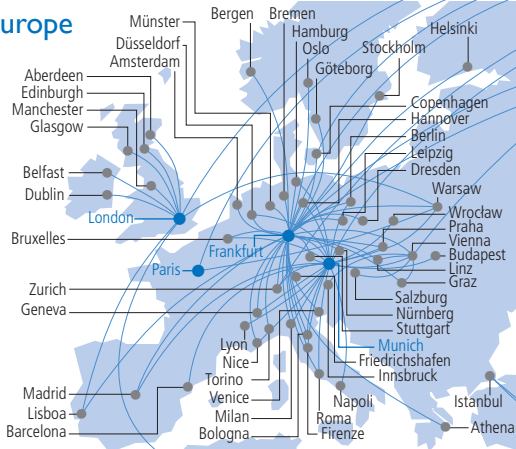 urope
Bergen
Bremen
Münster
Hamburg
Helsinki
Düsseldorf
Oslo
Stockholm
Amsterdam
Göteborg
Aberdeen
Edinburgh
Manchester
Glasgow
Copenhagen
Hannover
Berlin
Leipzig
Dresden
Belfast
Dublin
Warsaw
London
Wrocław
Praha
Vienna
Budapest
Linz
Graz
Bruxelles
Frankfurt
Paris
Zurich
Geneva
Salzburg
Nürnberg
Stuttgart
Munich
Friedrichshafen
Innsbruck
Lyon
Nice
Torino
Venice
Milan
Bologna
Madrid
Lisboa
Barcelona
Napoli
Roma
Firenze
Istanbul
Athena